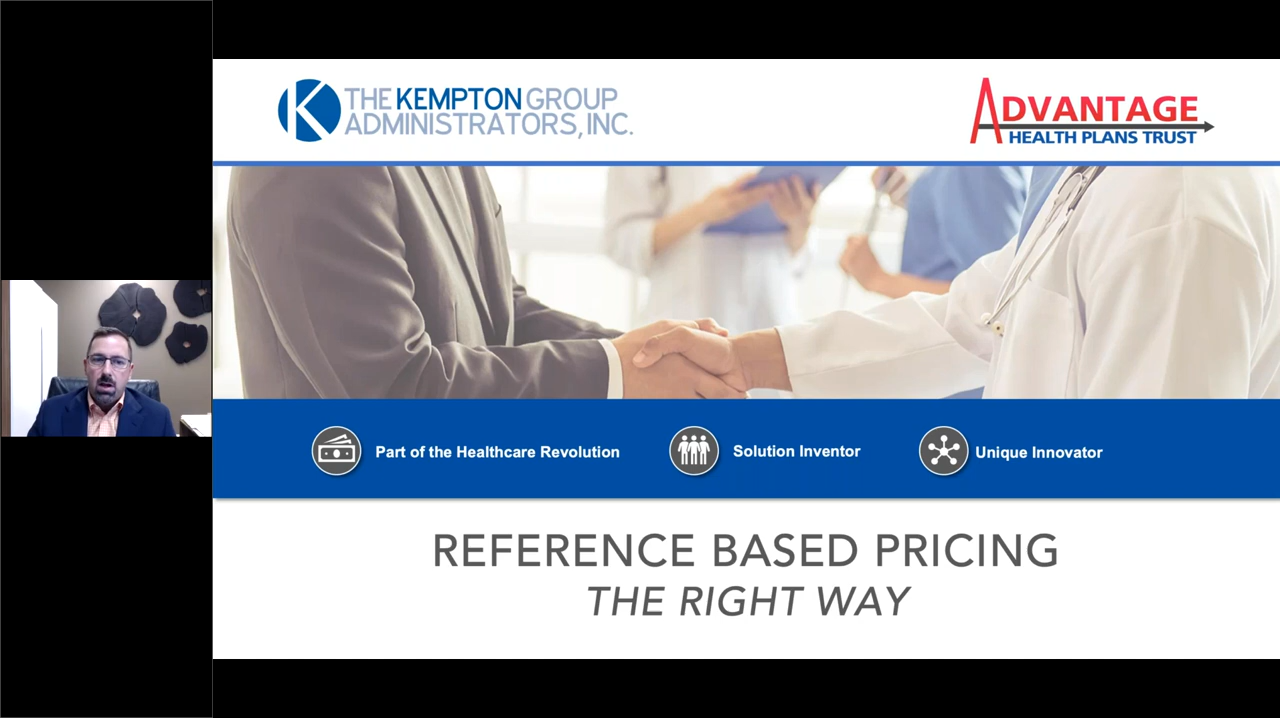 THE KEMPTON GROUP
ADMINISTRATORS, INC.
ADVANTAGE
HEALTH PLANS TRUST
Part of the Healthcare Revolution
Solution Inventor
Unique Innovator
REFERENCE BASED PRICING
THE RIGHT WAY